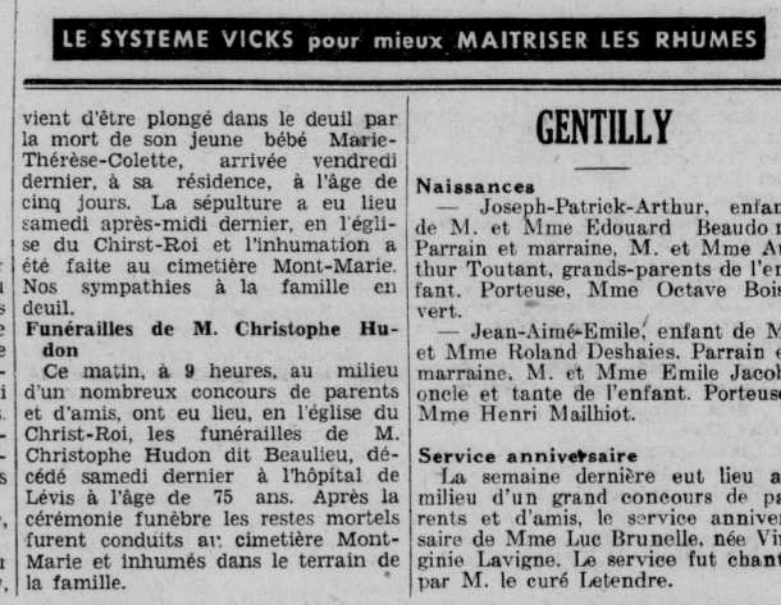 LE SYSTEME VICKS pour mieux MAITRISER LES RHUMES
vient d'être plongé dans le deuil par
la mort de son jeune bébé Marie-
Thérèse-Colette, arrivée vendredi
dernier, à sa résidence, à l'âge de
cinq jours. La sépulture a eu lieu
samedi après-midi dernier, en l'égli-
se du Chirst-Roi et l'inhumation a
été faite au cimetière Mont-Marie.
Nos sympathies à la famille en
deuil.
Funérailles de M. Christophe Hu-
don
Ce matin, à 9 heures, au milieu
d'un nombreux concours de parents
et d'amis, ont eu lieu, en l'église du
Christ-Roi, les funérailles de M.
Christophe Hudon dit Beaulieu, dé-
cédé samedi dernier à l'hôpital de
Lévis à l'âge de 75 ans. Après la
cérémonie funèbre les restes mortels
furent conduits au cimetière Mont-
Marie et inhumés dans le terrain de
la famille.
GENTILLY
Naissances
— Joseph-Patrick-Arthur, enfan
de M. et Mme Edouard Beaudo
Parrain et marraine, M. et Mme A
thur Toutant, grands-parents de l'en
fant. Porteuse, Mme Octave Bois
vert.
— Jean-Aimé-Emile, enfant de M
et Mme Roland Deshaies. Parrain e
marraine, M. et Mme Emile Jacob
oncle et tante de l'enfant. Porteuse
Mme Henri Mailhiot.
Service anniversaire
La semaine dernière eut lieu a
milieu d'un grand concours de pa
rents et d'amis, le service anniver
saire de Mme Luc Brunelle, née Vir
ginie Lavigne. Le service fut chant
par M. le curé Letendre.